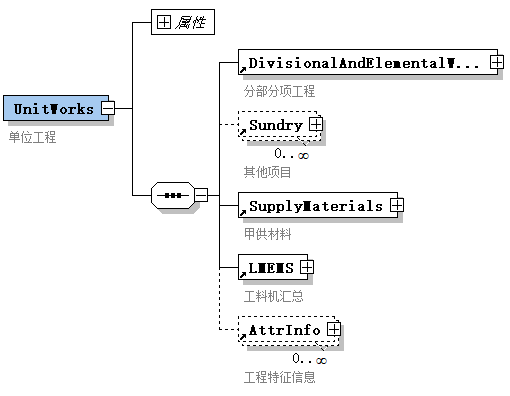 属性
DivisionalAndElementalW...
分部分项工程
UnitWorks
单位工程
Sundry
0..∞
其他项目
SupplyMaterials
甲供材料
LMEMS
工料机汇总
AttrInfo
0..∞
工程特征信息